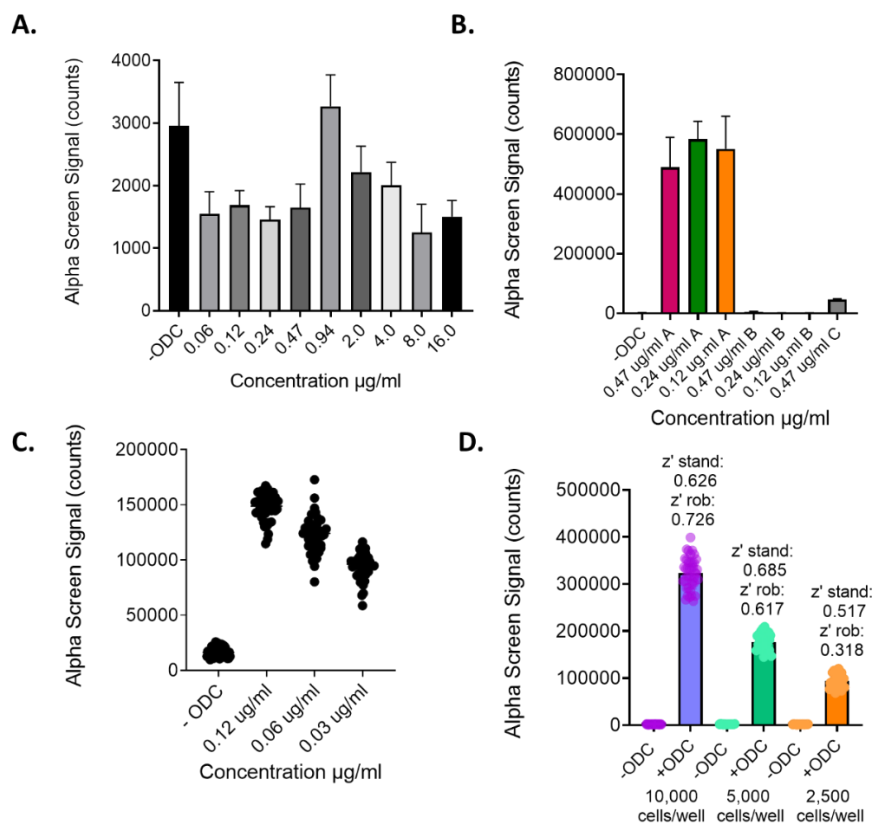 A.
Alpha Screen Signal (counts)
4000
3000
2000
1000
0
-ODC
0.06
0.12
0.24
0.47
0.94
2.0
4.0
8.0
16.0
Concentration µg/ml
B.
Alpha Screen Signal (counts)
800000
600000
400000
200000
0
-ODC
0.47 ug/ml A
0.24 ug/ml A
0.12 ug.ml A
0.47 ug/ml B
0.24 ug/ml B
0.12 ug.ml B
0.47 ug/ml C
Concentration µg/ml
C.
Alpha Screen Signal (counts)
200000
150000
100000
50000
0
- ODC
0.12 ug/ml
0.06 ug/ml
0.03 ug/ml
Concentration µg/ml
D.
Alpha Screen Signal (counts)
500000
400000
300000
200000
100000
0
z' stand:
0.626
z' rob:
0.726
z' stand:
0.685
z' rob:
0.617
z' stand:
0.517
z' rob:
0.318
-ODC
+ODC
-ODC
+ODC
-ODC
+ODC
10,000
cells/well
5,000
cells/well
2,500
cells/well